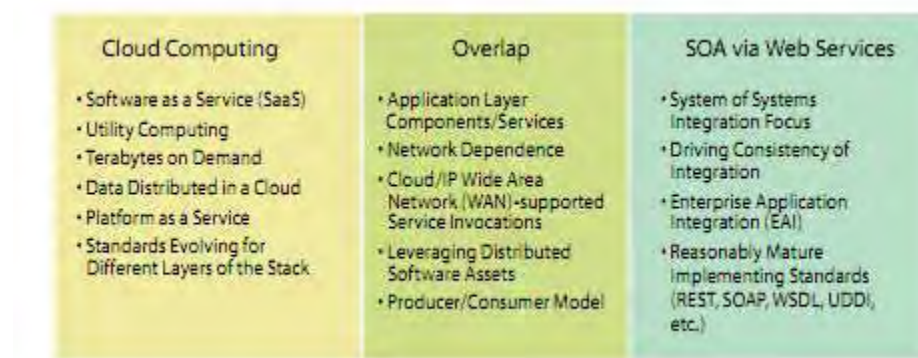 Cloud Computing
• Software as a Service (SaaS)
• Utility Computing
• Terabytes on Demand
• Data Distributed in a Cloud
• Platform as a Service
• Standards Evolving for
Different Layers of the Stack
Overlap
• Application Layer
Components/Services
• Network Dependence
• Cloud/IP Wide Area
Network (WAN)-supported
Service Invocations
• Leveraging Distributed
Software Assets
• Producer/Consumer Model
SOA via Web Services
• System of Systems
Integration Focus
• Driving Consistency of
Integration
• Enterprise Application
Integration (EAI)
• Reasonably Mature
Implementing Standards
(REST, SOAP, WSDL, UDDI,
etc.)